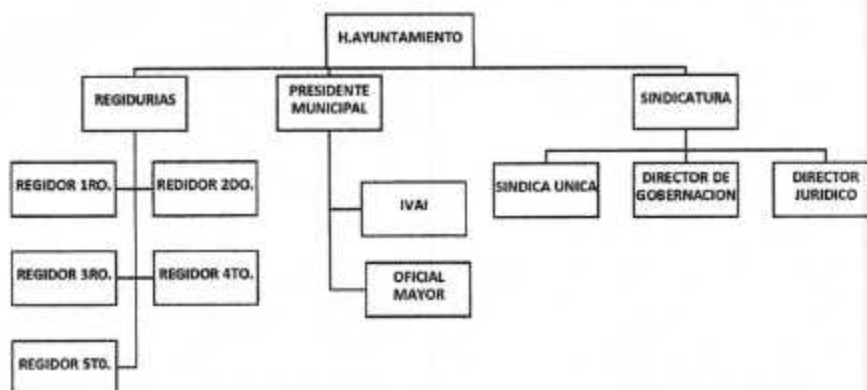 H.AYUNTAMIENTO
REGIDURIAS
PRESIDENTE
MUNICIPAL
SINDICATURA
REGIDOR 1RO.
REDIDOR 2DO.
REGIDOR 3RO.
REGIDOR 4TO.
REGIDOR 5TO.
IVAI
OFICIAL
MAYOR
SINDICA UNICA
DIRECTOR DE
GOBERNACION
DIRECTOR
JURIDICO